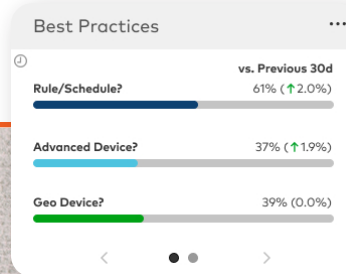 Best Practices
vs. Previous 30d
Rule/Schedule? 61% (↑2.0%)
Advanced Device? 37% (↑1.9%)
Geo Device? 39% (0.0%)